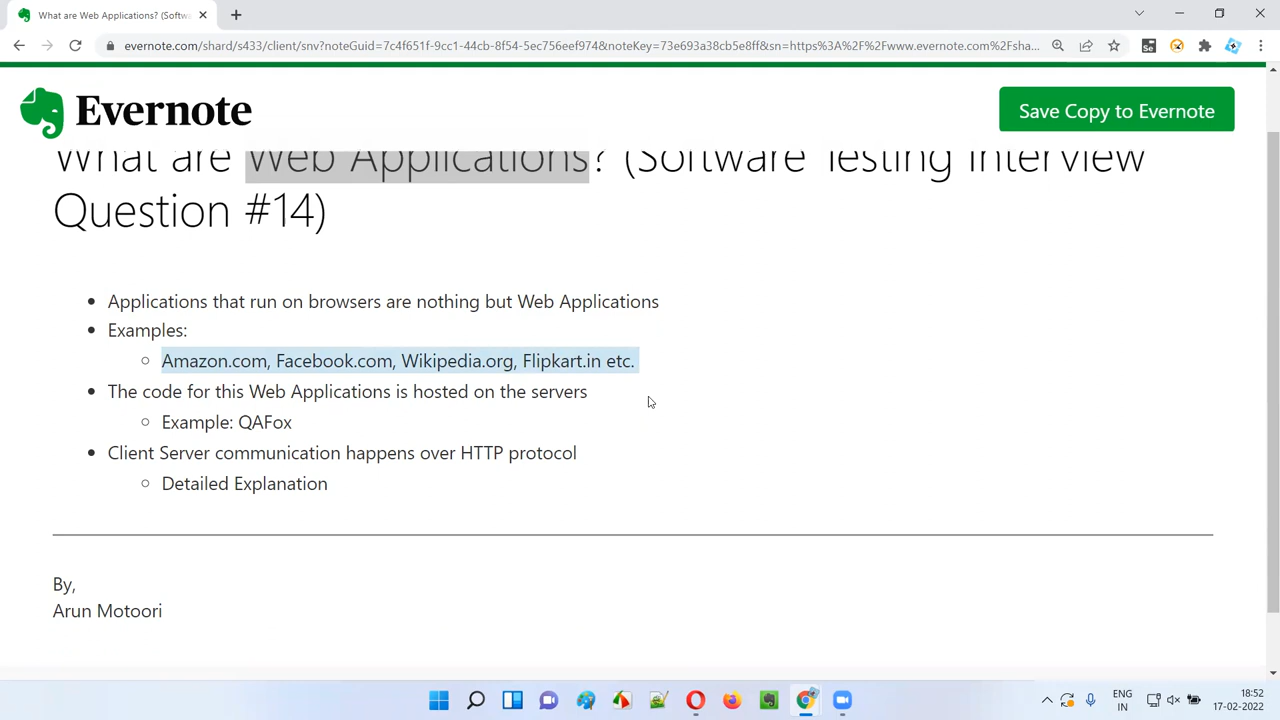 What are Web Applications? (Softwa
evernote.com/shard/s433/client/snv?noteGuid=7c4f651f-9cc1-44cb-8f54-5ec756eef974&noteKey=73e693a38cb5e0ff&sn=https%3A%2F%2Fwww.evernote.com%2Fsha...
Evernote
Save Copy to Evernote
What are Web Applications? (Software Testing Interview
Question #14)
• Applications that run on browsers are nothing but Web Applications
• Examples:
Amazon.com, Facebook.com, Wikipedia.org, Flipkart.in etc.
• The code for this Web Applications is hosted on the servers
Example: QAFox
• Client Server communication happens over HTTP protocol
Detailed Explanation
By,
Arun Motoori
ENG
IN
18:52
17-02-2022